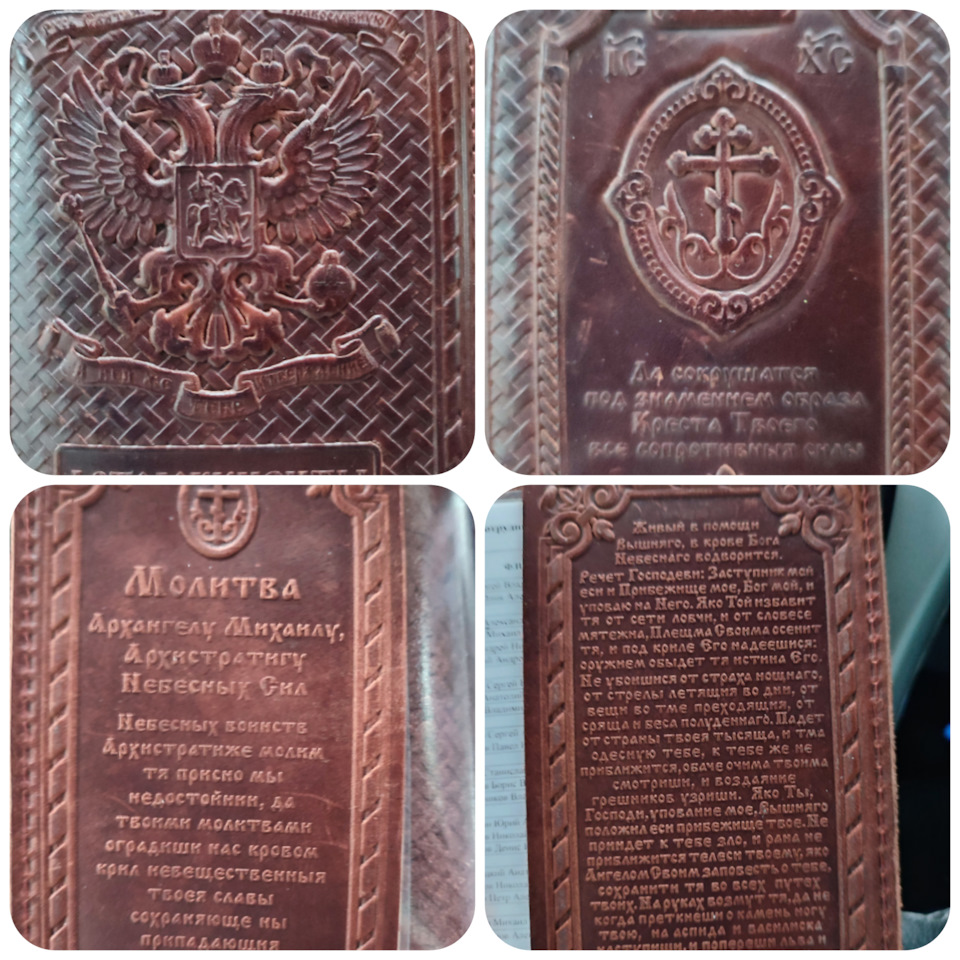 В НЕЙ ЖЕ УТВЕРЖДЕНИЕ
ІС ХС
Да сокрушатся
под знамением образа
Креста Твоего
все сопротивныя силы
Молитва
Архангелу Михаилу,
Архистратигу
Небесных Сил
Небесных воинств
Архистратиже молим
тя присно мы
недостойнии, да
твоими молитвами
оградиши нас кровом
крил невещественныя
твоея славы
сохраняюще ны
припадающия
Живый в помощи
Вышняго, в крове Бога
Небеснаго водворится.
Речет Господеви: Заступник мой
еси и Прибежище мое, Бог мой, и
уповаю на Него. Яко Той избавит
тя от сети ловчи, и от словесе
мятежна, Плещма Своима осенит
тя, и под криле Его надеешися:
оружием обыдет тя истина Его.
Не убоишися от страха нощнаго,
от стрелы летящия во дни, от
вещи во тме преходящия, от
сряща и беса полуденнаго. Падет
от страны твоея тысяща, и тма
одесную тебе, к тебе же не
приближится, обаче очима твоима
смотриши, и воздаяние
грешников узриши. Яко Ты,
Господи, упование мое, Вышняго
положил еси прибежище твое. Не
приидет к тебе зло, и рана не
приближится телеси твоему, яко
Ангелом Своим заповесть о тебе,
сохранити тя во всех путех
твоих. На руках возмут тя, да не
когда преткнеши о камень ногу
твою, на аспида и василиска
наступиши, и попереши льва и